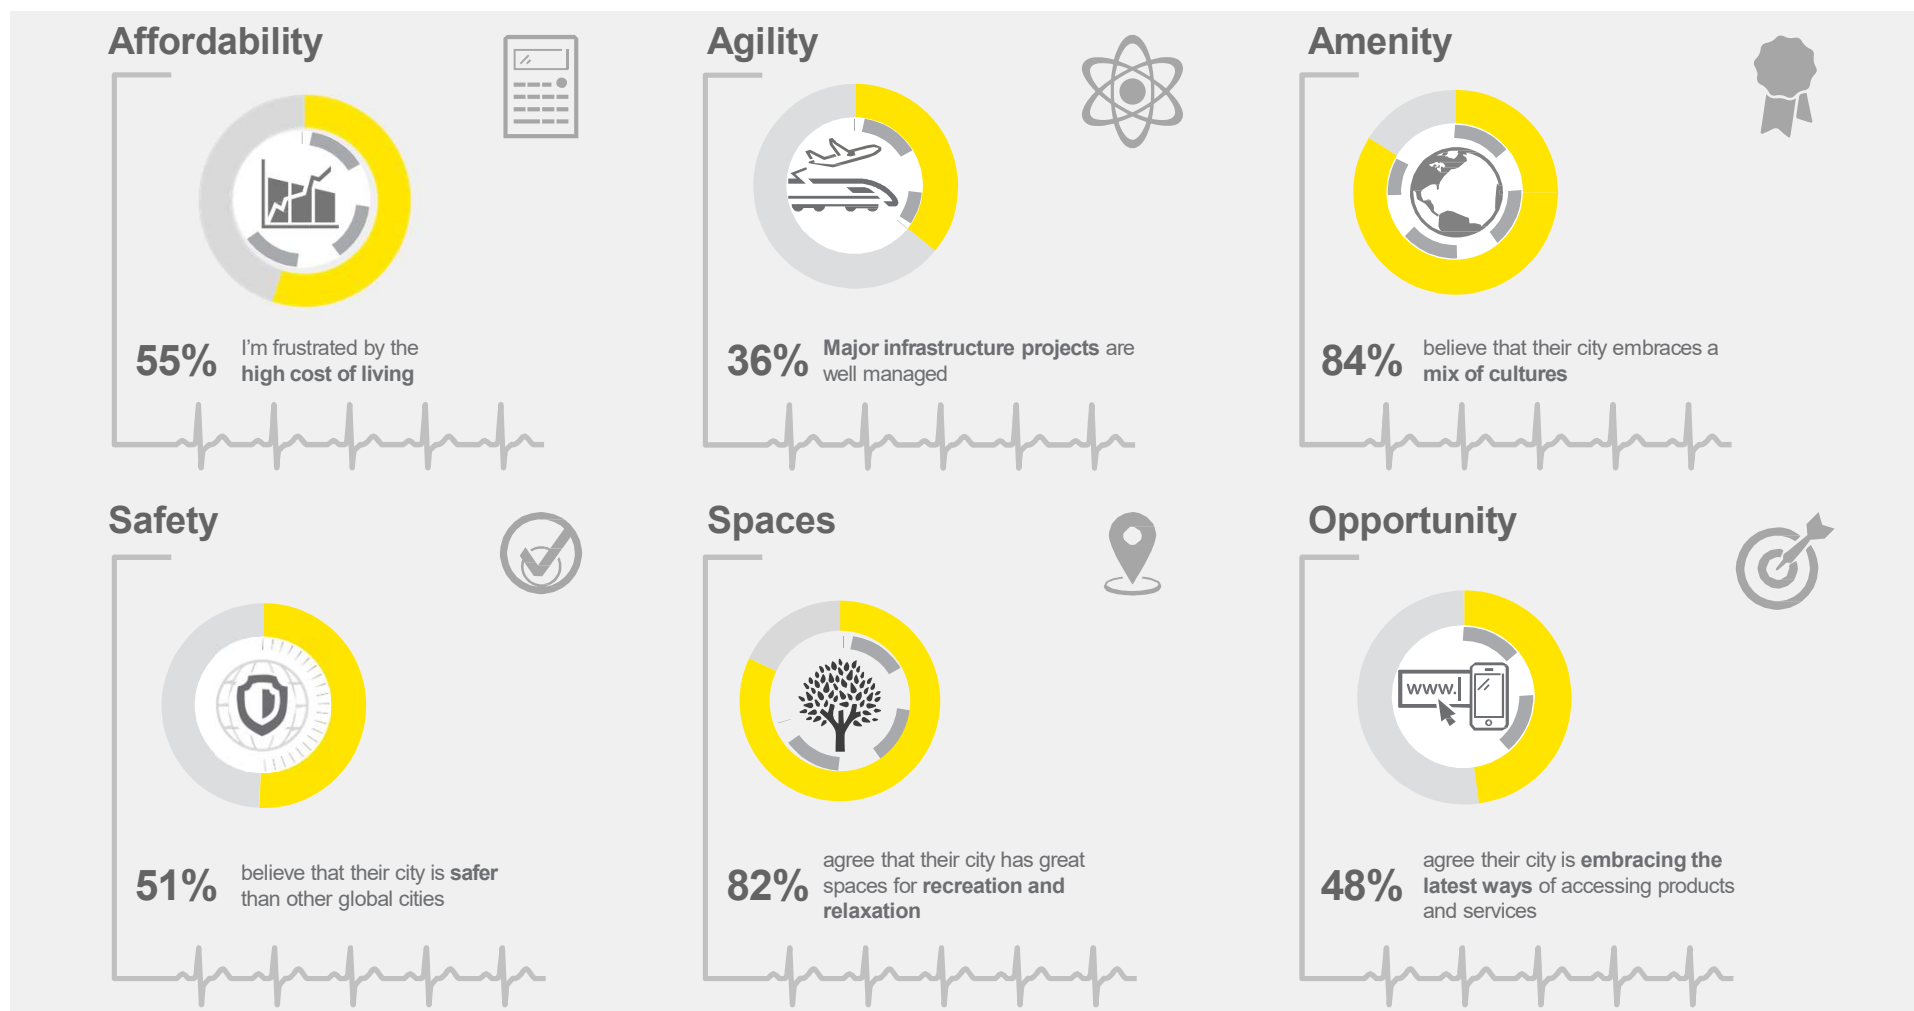 Affordability
55%
I'm frustrated by the
high cost of living
Agility
36%
Major infrastructure projects are
well managed
Amenity
84%
believe that their city embraces a
mix of cultures
Safety
51%
believe that their city is safer
than other global cities
Spaces
82%
agree that their city has great
spaces for recreation and
relaxation
Opportunity
www.
48%
agree their city is embracing the
latest ways of accessing products
and services